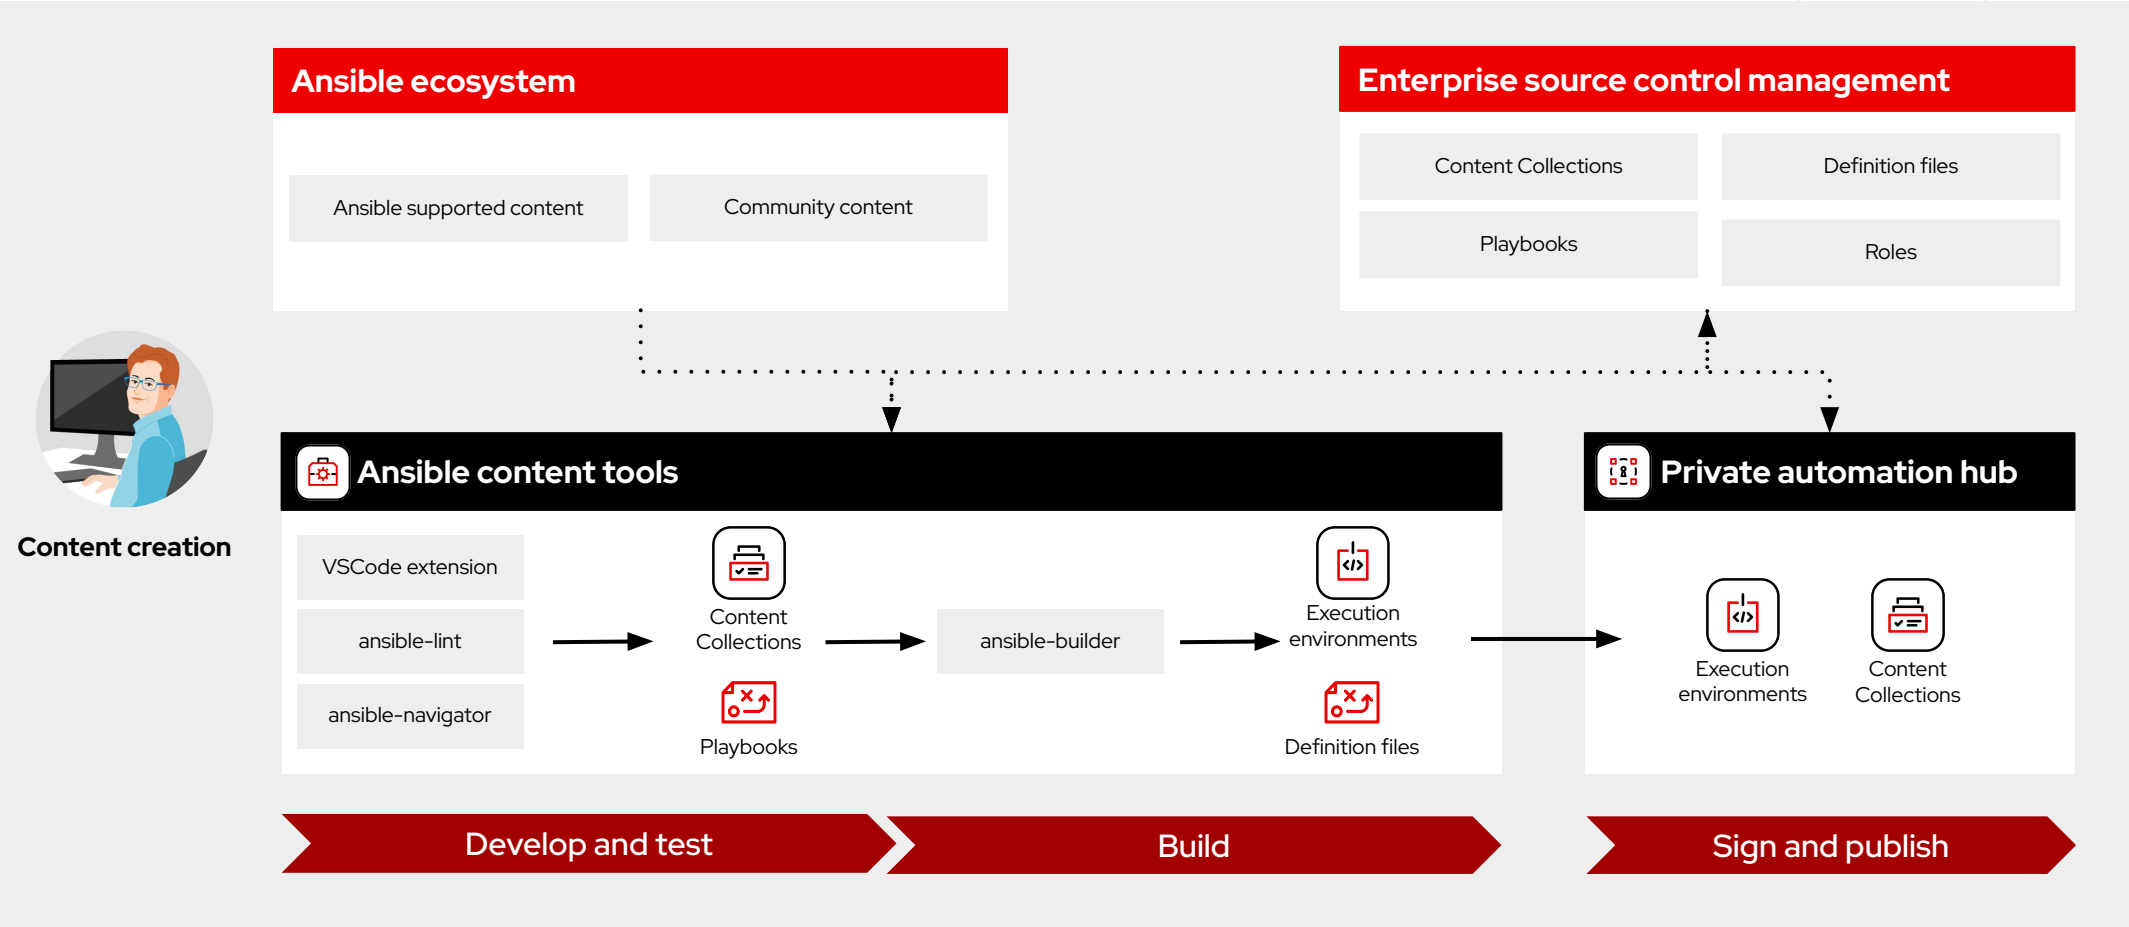 Ansible ecosystem
Ansible supported content
Community content
Enterprise source control management
Content Collections
Definition files
Playbooks
Roles
Content creation
Ansible content tools
VSCode extension
ansible-lint
ansible-navigator
Content
Collections
Playbooks
ansible-builder
Execution
environments
Definition files
Private automation hub
Execution
environments
Content
Collections
Develop and test
Build
Sign and publish